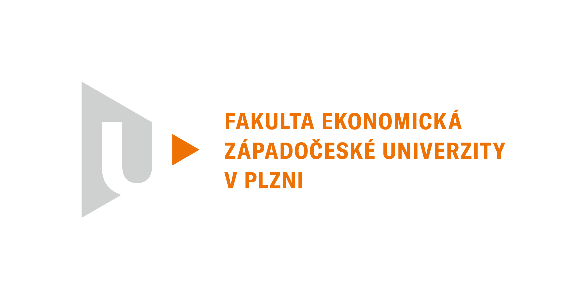 FAKULTA EKONOMICKÁ
ZÁPADOČESKÉ UNIVERZITY
V PLZNI